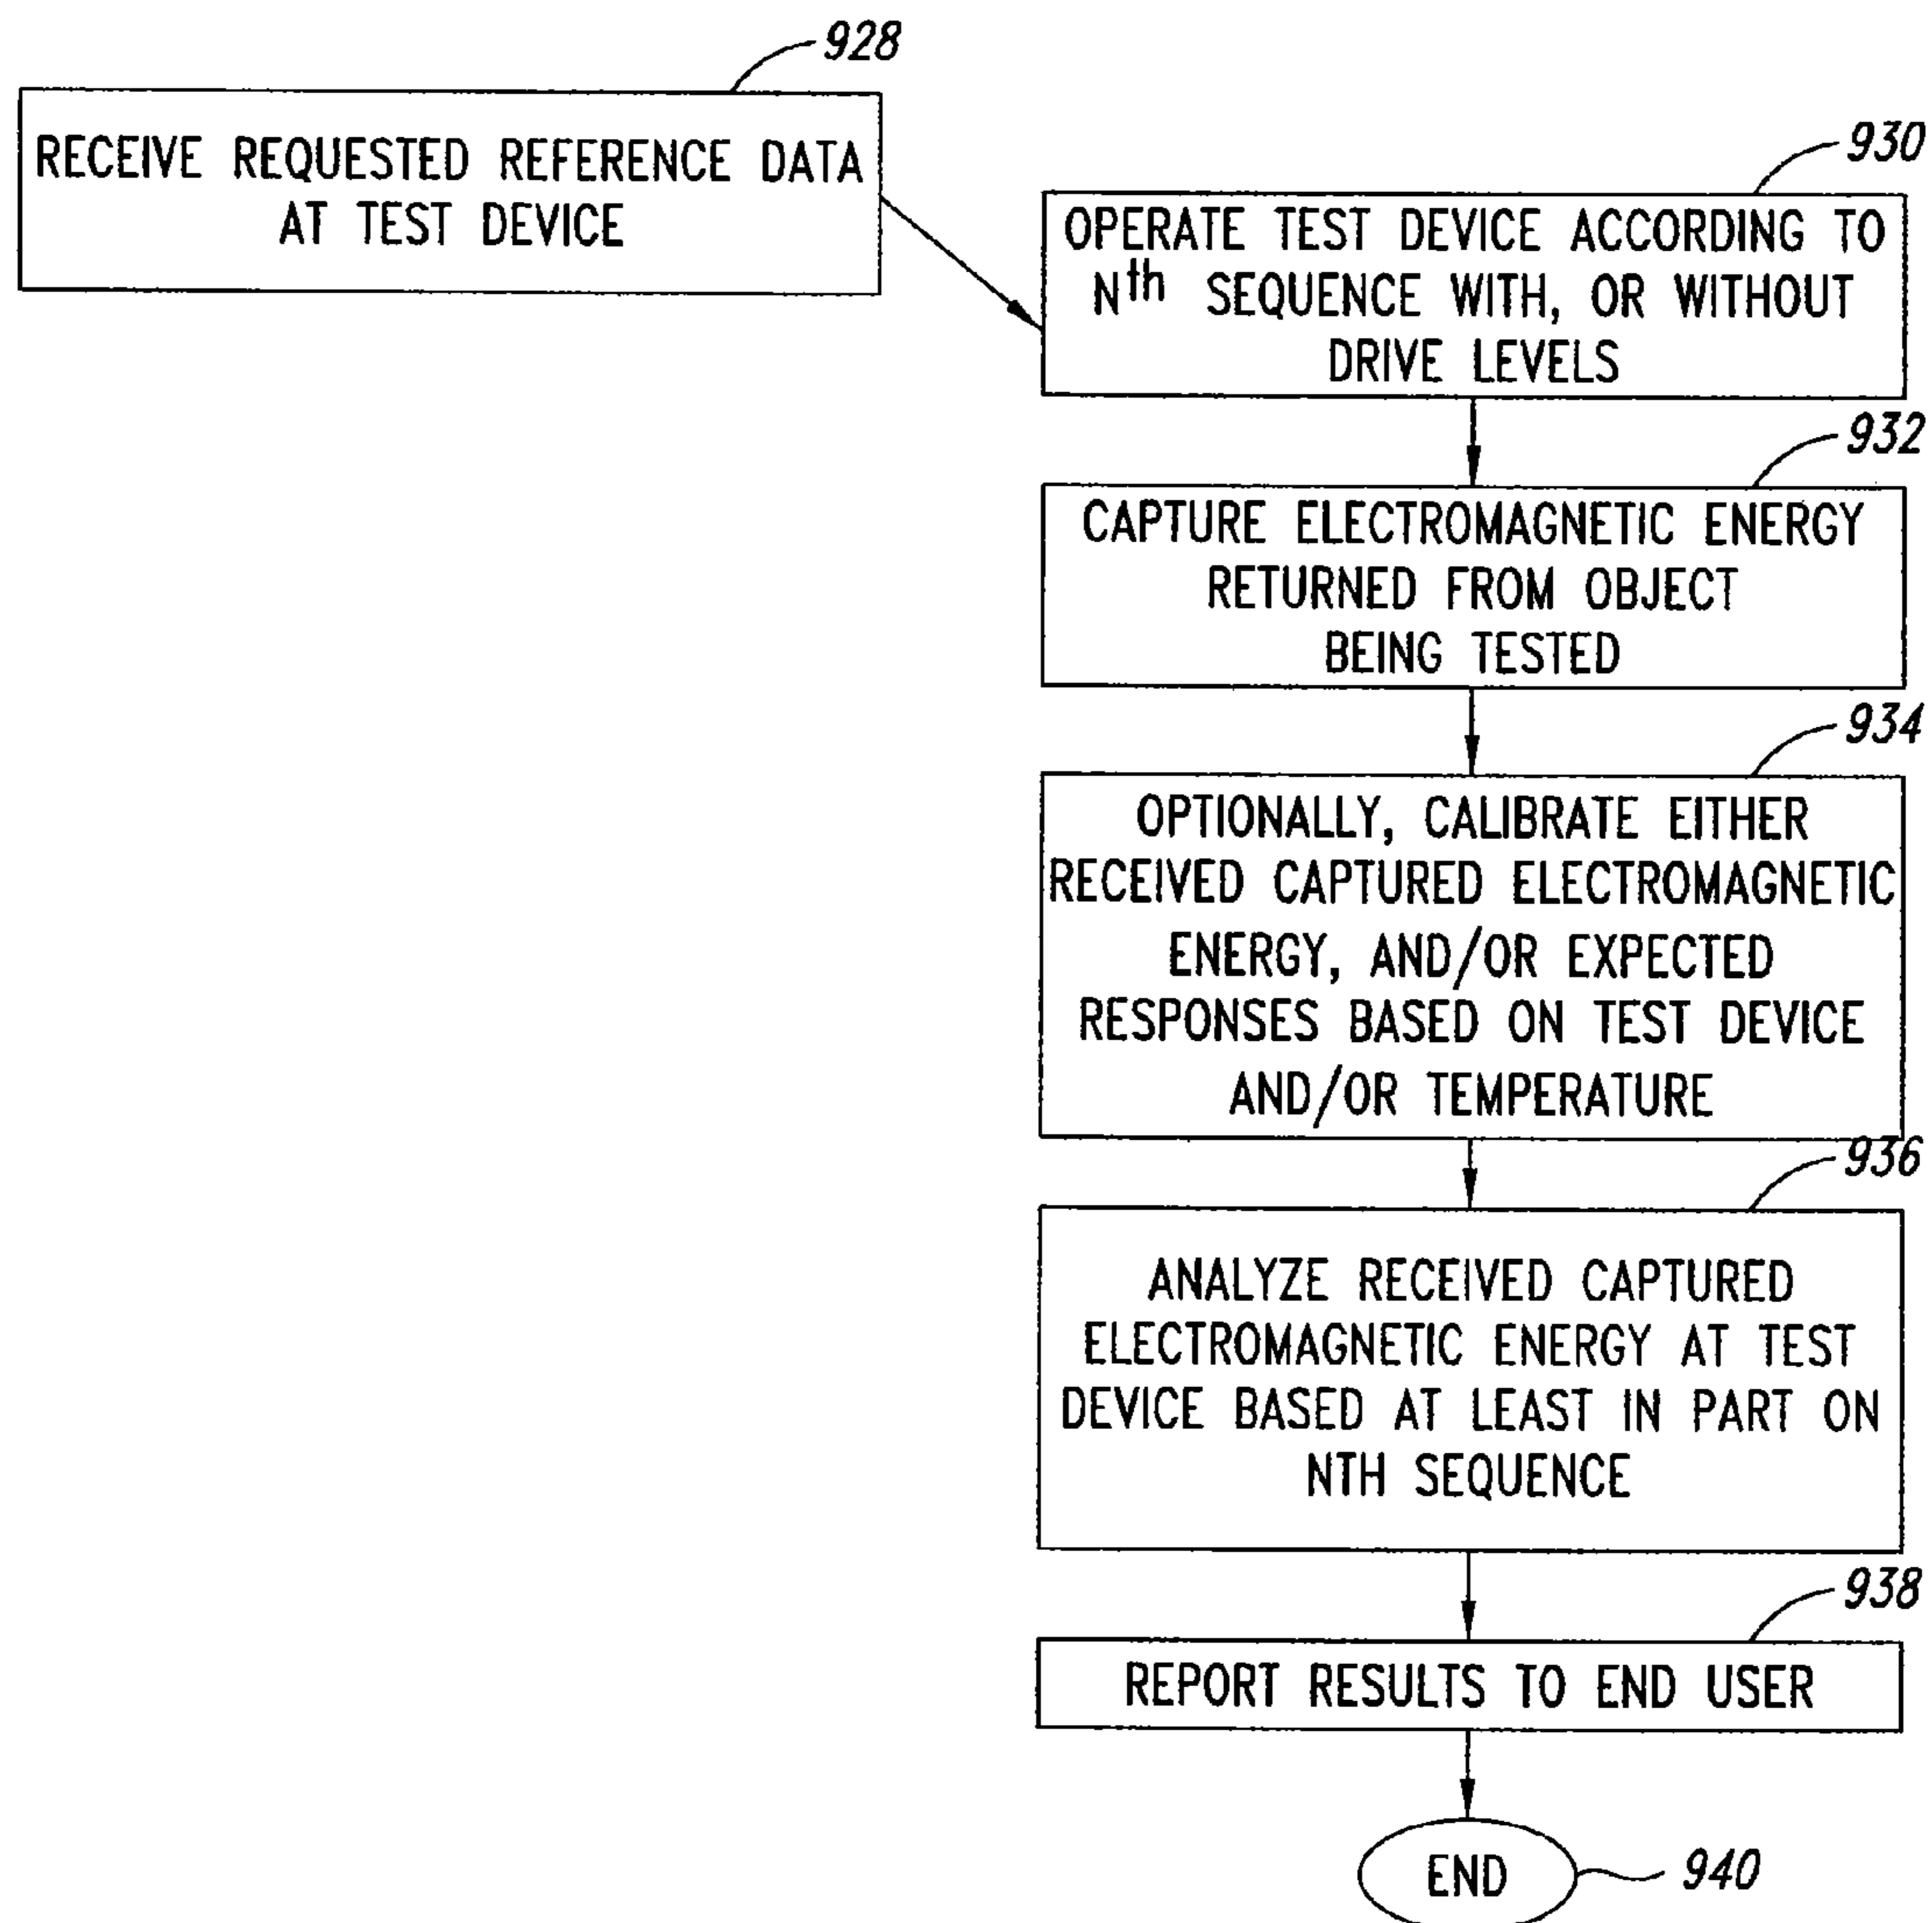 928
RECEIVE REQUESTED REFERENCE DATA
AT TEST DEVICE
930
OPERATE TEST DEVICE ACCORDING TO
Nth SEQUENCE WITH, OR WITHOUT
DRIVE LEVELS
932
CAPTURE ELECTROMAGNETIC ENERGY
RETURNED FROM OBJECT
BEING TESTED
934
OPTIONALLY, CALIBRATE EITHER
RECEIVED CAPTURED ELECTROMAGNETIC
ENERGY, AND/OR EXPECTED
RESPONSES BASED ON TEST DEVICE
AND/OR TEMPERATURE
936
ANALYZE RECEIVED CAPTURED
ELECTROMAGNETIC ENERGY AT TEST
DEVICE BASED AT LEAST IN PART ON
NTH SEQUENCE
938
REPORT RESULTS TO END USER
END
940